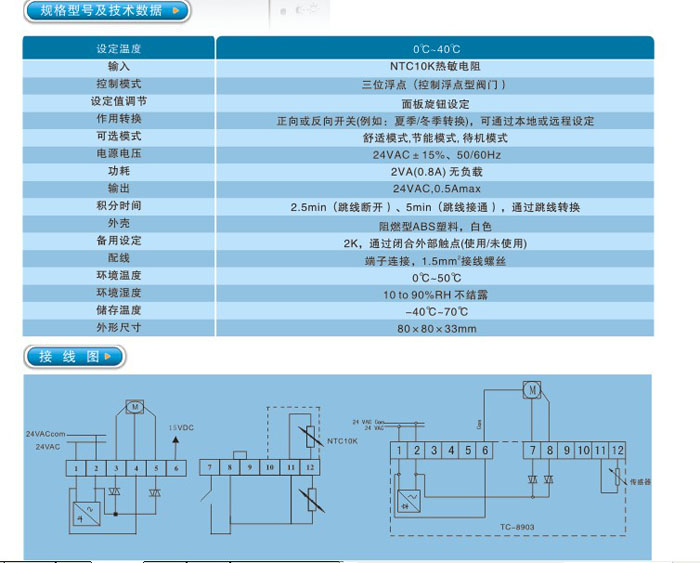 规格型号及技术数据
设定温度 0℃~40℃
输入 NTC10K热敏电阻
控制模式 三位浮点（控制浮点型阀门）
设定值调节 面板旋钮设定
作用转换 正向或反向开关(例如：夏季/冬季转换)，可通过本地或远程设定
可选模式 舒适模式,节能模式, 待机模式
电源电压 24VAC±15%、50/60Hz
功耗 2VA(0.8A) 无负载
输出 24VAC,0.5Amax
积分时间 2.5min（跳线断开）、5min（跳线接通），通过跳线转换
外壳 阻燃型ABS塑料，白色
备用设定 2K，通过闭合外部触点(使用/未使用)
配线 端子连接，1.5mm²接线螺丝
环境温度 0℃~50℃
环境湿度 10 to 90%RH 不结露
储存温度 -40℃~70℃
外形尺寸 80×80×33mm
接 线 图
M
15VDC
24VACcom
24VAC
1 2 3 4 5 6
NTC10K
7 8 9 10 11 12
M
24 VAC Com
24 VAC
Com
1 2 3 4 5 6 7 8 9 10 11 12
传感器
TC-8903